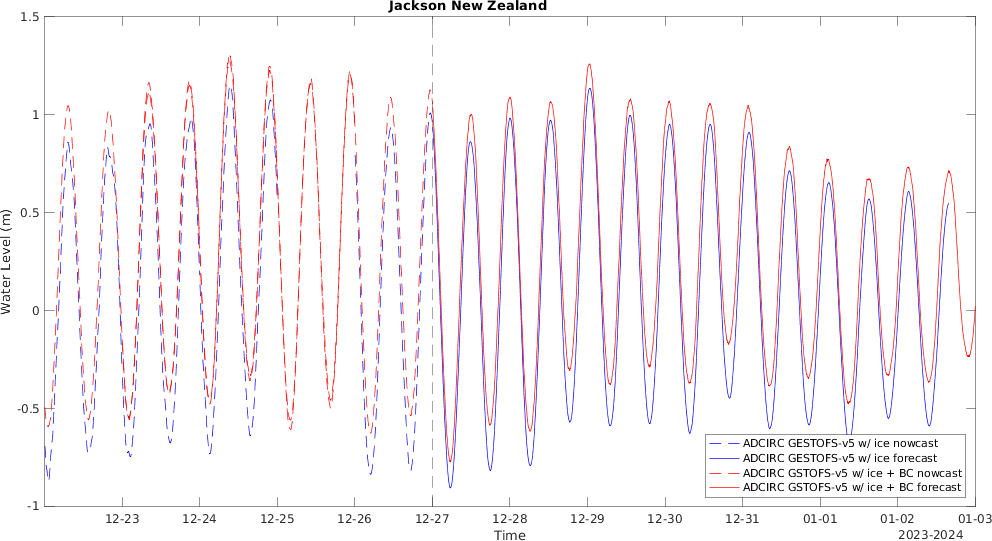 Jackson New Zealand
1.5
1
0.5
0
-0.5
-1
Water Level (m)
12-23 12-24 12-25 12-26 12-27 12-28 12-29 12-30 12-31 01-01 01-02 01-03
Time
2023-2024
ADCIRC GESTOFS-v5 w/ ice nowcast
ADCIRC GESTOFS-v5 w/ ice forecast
ADCIRC GSTOFS-v5 w/ ice + BC nowcast
ADCIRC GSTOFS-v5 w/ ice + BC forecast